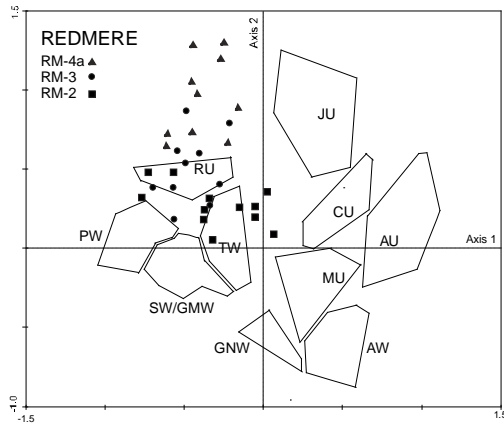 1.5
Axis 2
REDMERE
RM-4a
RM-3
RM-2
JU
RU
CU
PW
TW
AU
Axis 1
MU
SW/GMW
GNW
AW
-1.0
-1.5
1.5